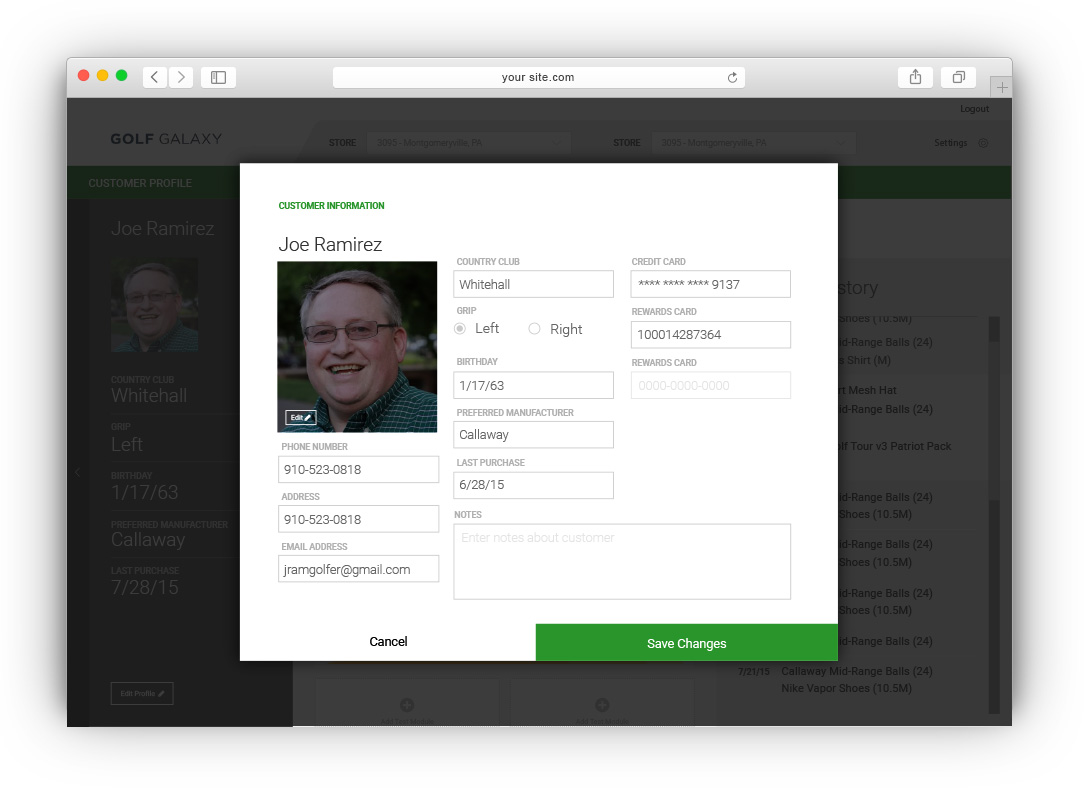 your site.com
Logout
GOLF GALAXY
STORE
3095 - Montgomeryville, PA
STORE
3095 - Montgomeryville, PA
Settings
CUSTOMER PROFILE
Joe Ramirez
COUNTRY CLUB
Whitehall
GRIP
Left
BIRTHDAY
1/17/63
PREFERRED MANUFACTURER
Callaway
LAST PURCHASE
7/28/15
Edit Profile
CUSTOMER INFORMATION
Joe Ramirez
Edit
PHONE NUMBER
910-523-0818
ADDRESS
910-523-0818
EMAIL ADDRESS
jramgolfer@gmail.com
COUNTRY CLUB
Whitehall
GRIP
Left
Right
BIRTHDAY
1/17/63
PREFERRED MANUFACTURER
Callaway
LAST PURCHASE
6/28/15
NOTES
Enter notes about customer
CREDIT CARD
**** **** **** 9137
REWARDS CARD
100014287364
REWARDS CARD
0000-0000-0000
Cancel
Save Changes
story
Shoes (10.5M)
id-Range Balls (24)
s Shirt (M)
rt Mesh Hat
id-Range Balls (24)
lf Tour v3 Patriot Pack
id-Range Balls (24)
Shoes (10.5M)
id-Range Balls (24)
Shoes (10.5M)
id-Range Balls (24)
Shoes (10.5M)
id-Range Balls (24)
7/21/15 Callaway Mid-Range Balls (24)
Nike Vapor Shoes (10.5M)